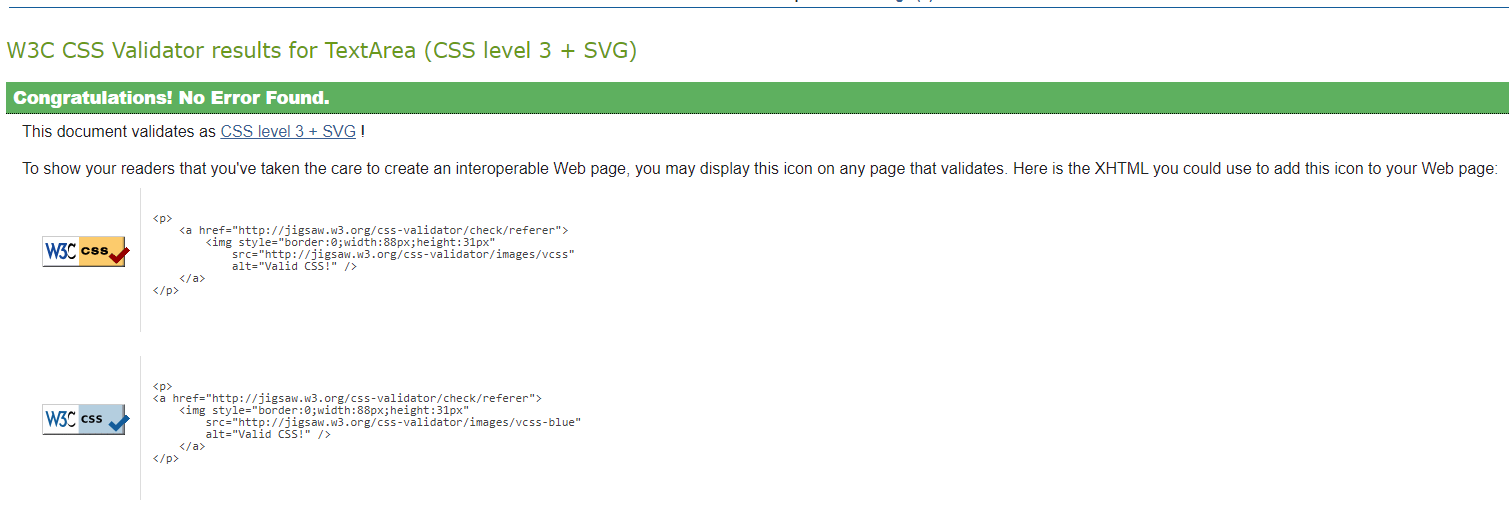 W3C CSS Validator results for TextArea (CSS level 3 + SVG)
Congratulations! No Error Found.
This document validates as CSS level 3 + SVG !
To show your readers that you've taken the care to create an interoperable Web page, you may display this icon on any page that validates. Here is the XHTML you could use to add this icon to your Web page:
W3C css
<p>
<a href="http://jigsaw.w3.org/css-validator/check/referer">
<img style="border:0;width:88px;height:31px"
src="http://jigsaw.w3.org/css-validator/images/vcss"
alt="Valid CSS!" />
</a>
</p>
W3C css
<p>
<a href="http://jigsaw.w3.org/css-validator/check/referer">
<img style="border:0;width:88px;height:31px"
src="http://jigsaw.w3.org/css-validator/images/vcss-blue"
alt="Valid CSS!" />
</a>
</p>